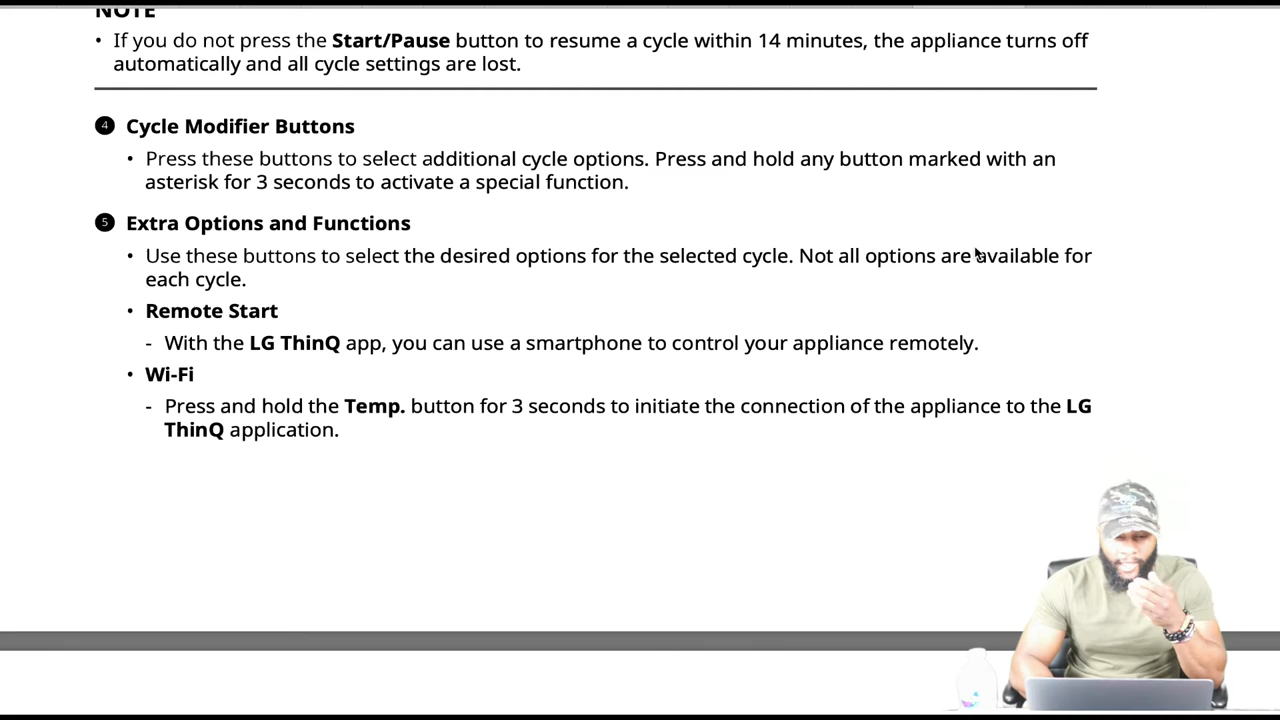 NOTE
• If you do not press the Start/Pause button to resume a cycle within 14 minutes, the appliance turns off
automatically and all cycle settings are lost.
4 Cycle Modifier Buttons
• Press these buttons to select additional cycle options. Press and hold any button marked with an
asterisk for 3 seconds to activate a special function.
5 Extra Options and Functions
• Use these buttons to select the desired options for the selected cycle. Not all options are available for
each cycle.
• Remote Start
- With the LG ThinQ app, you can use a smartphone to control your appliance remotely.
• Wi-Fi
- Press and hold the Temp. button for 3 seconds to initiate the connection of the appliance to the LG
ThinQ application.